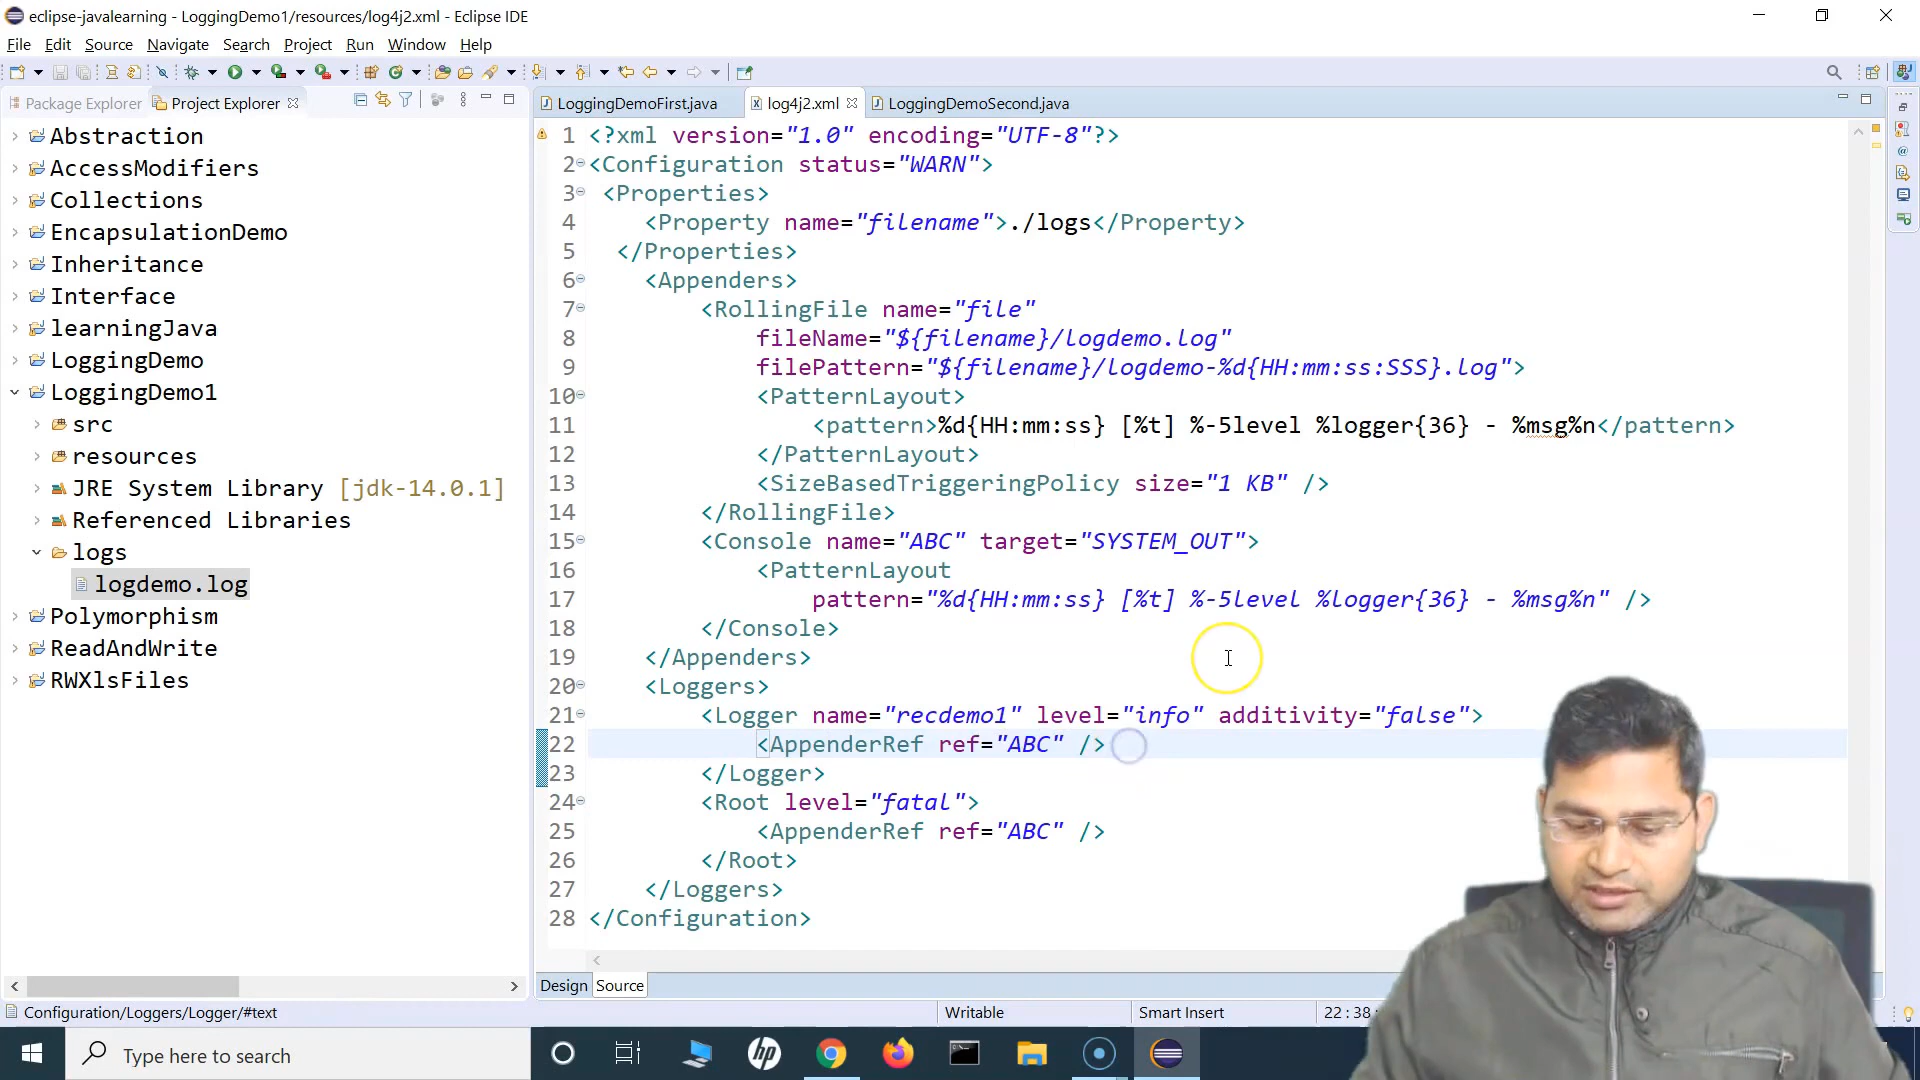 eclipse-javalearning - LoggingDemo1/resources/log4j2.xml - Eclipse IDE
File Edit Source Navigate Search Project Run Window Help
Package Explorer Project Explorer
LoggingDemoFirst.java log4j2.xml LoggingDemoSecond.java
Abstraction
AccessModifiers
Collections
EncapsulationDemo
Inheritance
Interface
learningJava
LoggingDemo
LoggingDemo1
src
resources
JRE System Library [jdk-14.0.1]
Referenced Libraries
logs
logdemo.log
Polymorphism
ReadAndWrite
RWXlsFiles
1 <?xml version="1.0" encoding="UTF-8"?>
2 <Configuration status="WARN">
3 <Properties>
4 <Property name="filename">./logs</Property>
5 </Properties>
6 <Appenders>
7 <RollingFile name="file"
8 fileName="${filename}/logdemo.log"
9 filePattern="${filename}/logdemo-%d{HH:mm:ss:SSS}.log">
10 <PatternLayout>
11 <pattern>%d{HH:mm:ss} [%t] %-5level %logger{36} - %msg%n</pattern>
12 </PatternLayout>
13 <SizeBasedTriggeringPolicy size="1 KB" />
14 </RollingFile>
15 <Console name="ABC" target="SYSTEM_OUT">
16 <PatternLayout
17 pattern="%d{HH:mm:ss} [%t] %-5level %logger{36} - %msg%n" />
18 </Console>
19 </Appenders>
20 <Loggers>
21 <Logger name="recdemo1" level="info" additivity="false">
22 <AppenderRef ref="ABC" />
23 </Logger>
24 <Root level="fatal">
25 <AppenderRef ref="ABC" />
26 </Root>
27 </Loggers>
28 </Configuration>
Design Source
Configuration/Loggers/Logger/#text Writable Smart Insert 22 : 38
Type here to search
hp